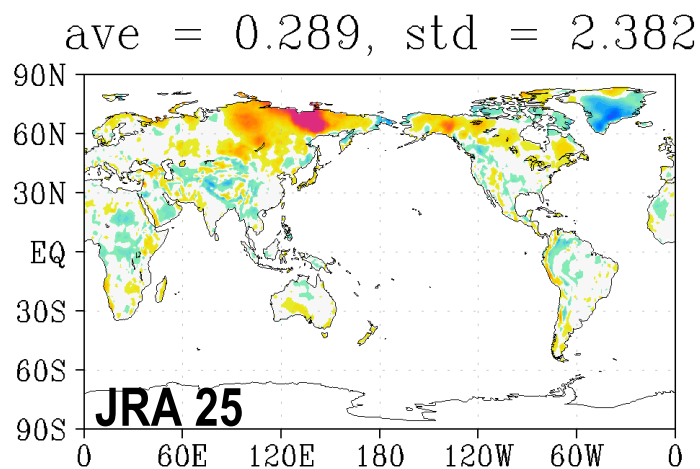 ave = 0.289, std = 2.382
90N
60N
30N
EQ
30S
60S
90S
JRA 25
0 60E 120E 180 120W 60W 0